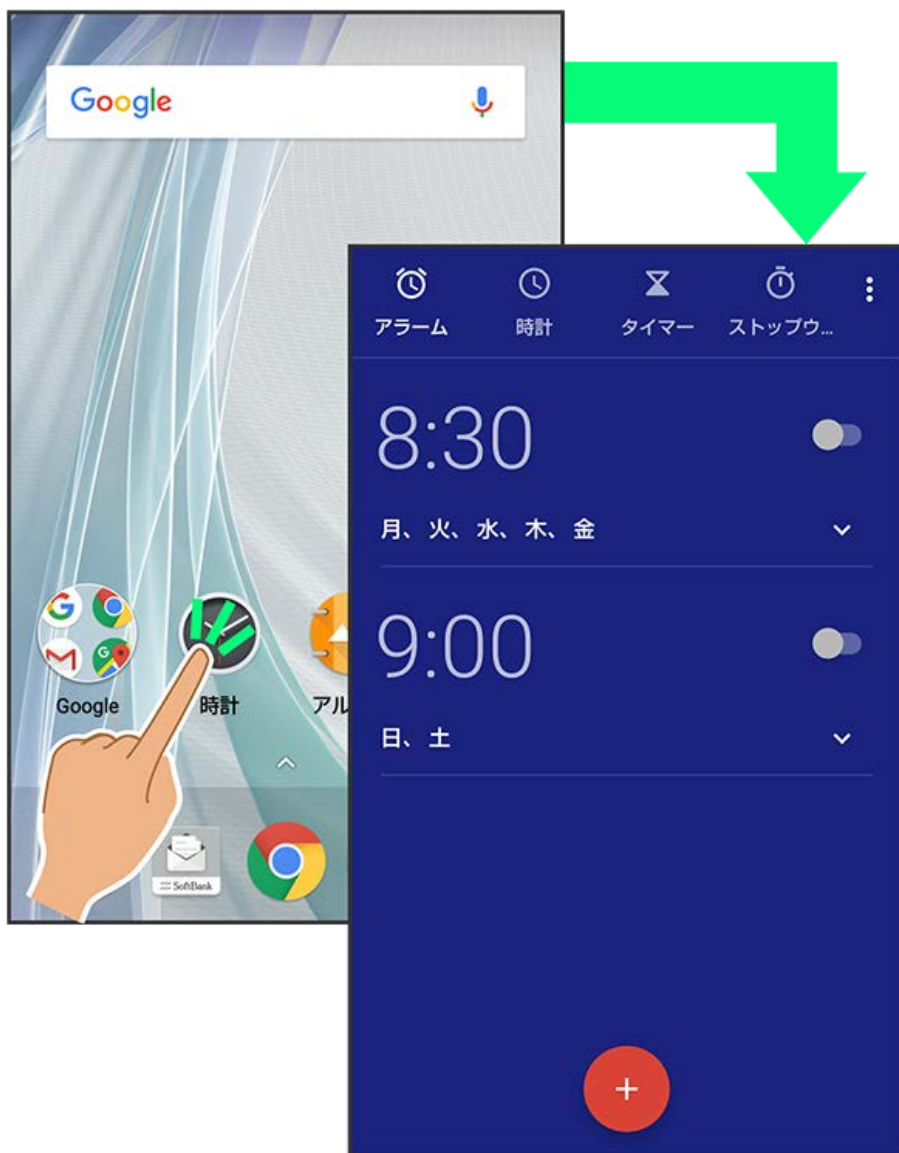 Google
Google
時計
アル
SoftBank
アラーム
時計
タイマー
ストップウ...
8:30
月、火、水、木、金
9:00
日、土